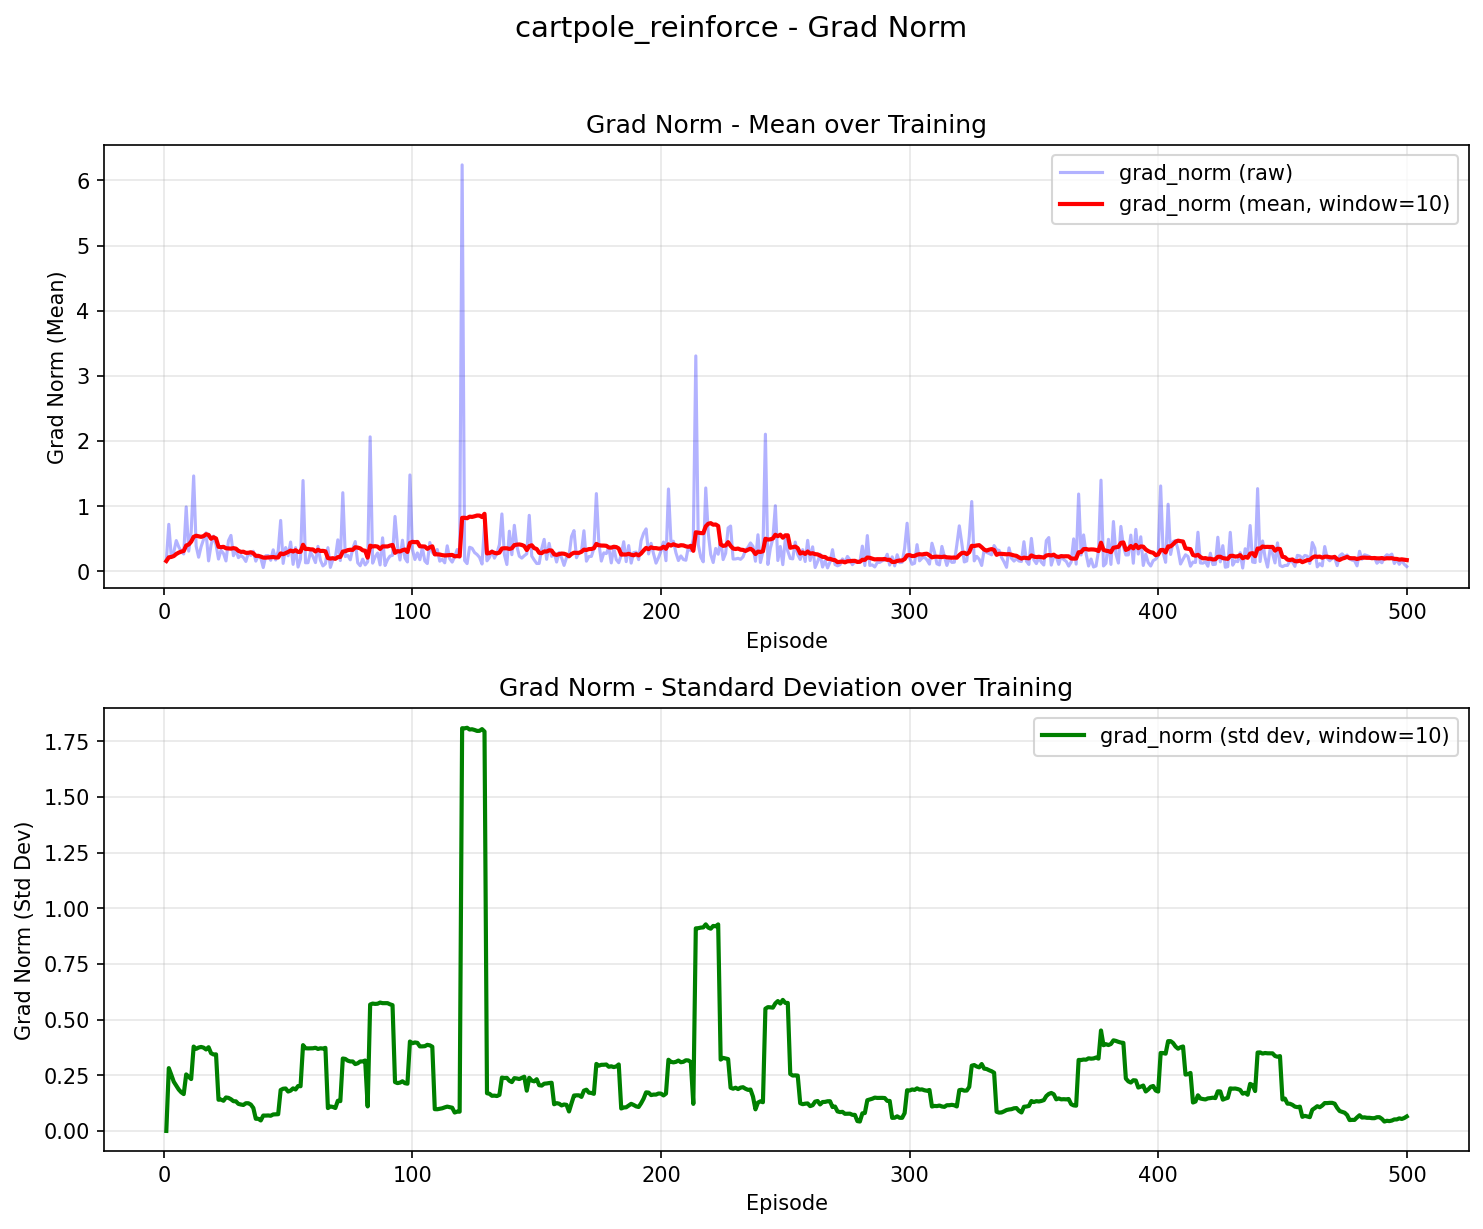 cartpole_reinforce - Grad Norm
Grad Norm - Mean over Training
grad_norm (raw)
grad_norm (mean, window=10)
Grad Norm (Mean)
6
5
4
3
2
1
0
0 100 200 300 400 500
Episode
Grad Norm - Standard Deviation over Training
grad_norm (std dev, window=10)
Grad Norm (Std Dev)
1.75
1.50
1.25
1.00
0.75
0.50
0.25
0.00
0 100 200 300 400 500
Episode